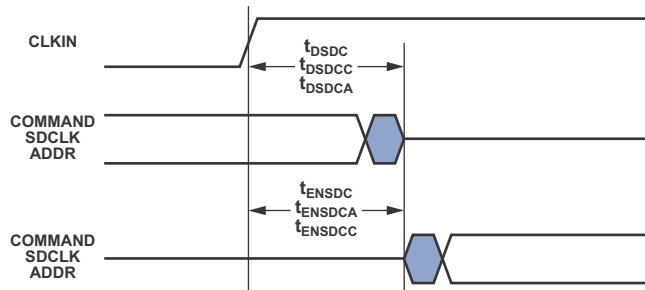 CLKIN
tDSDC
tDSDCC
tDSDCA
COMMAND
SDCLK
ADDR
tENSDC
tENSDCA
tENSDCC
COMMAND
SDCLK
ADDR